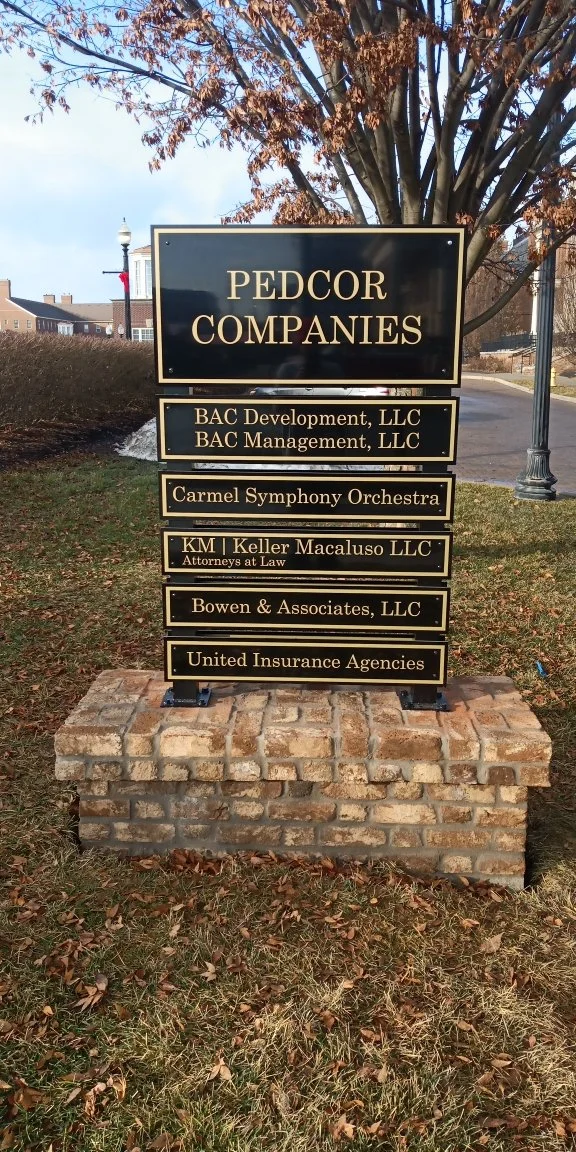 PEDCOR
COMPANIES
BAC Development, LLC
BAC Management, LLC
Carmel Symphony Orchestra
KM | Keller Macaluso LLC
Attorneys at Law
Bowen & Associates, LLC
United Insurance Agencies